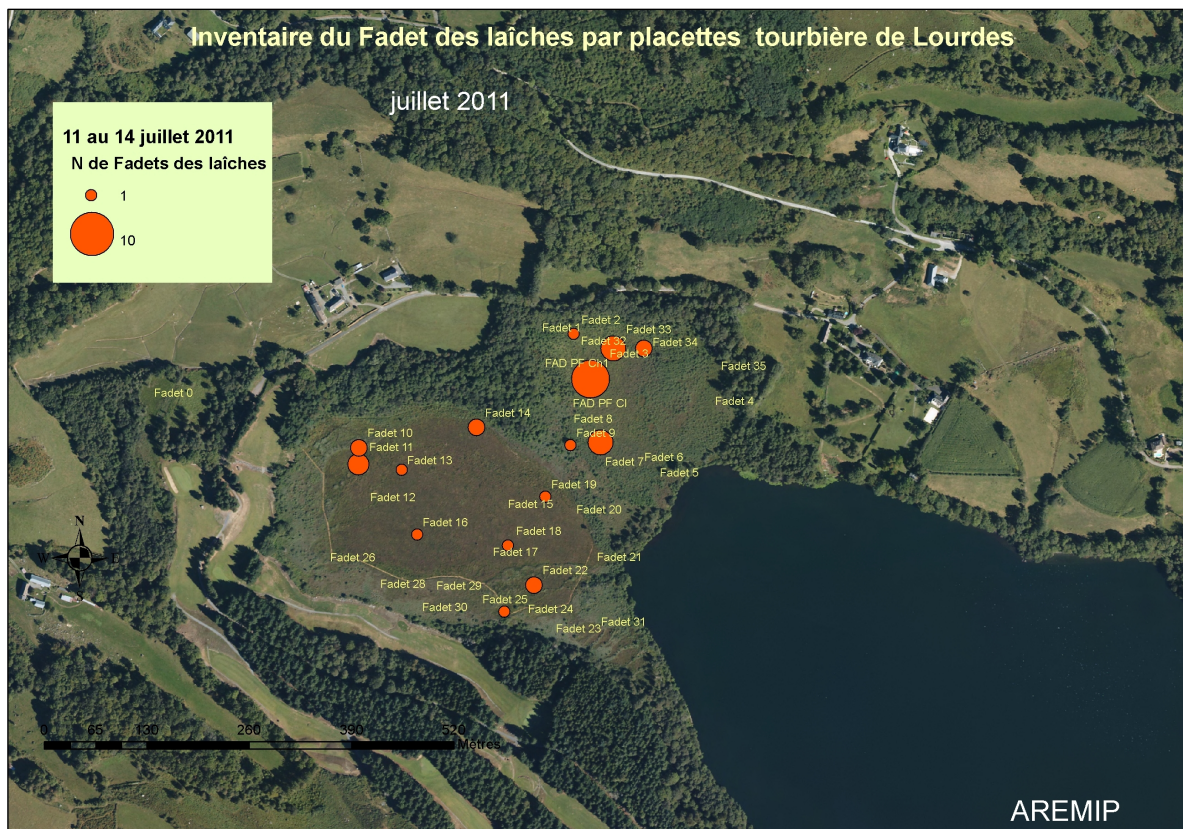 Inventaire du Fadet des laîches par placettes tourbière de Lourdes
juillet 2011
11 au 14 juillet 2011
N de Fadets des laîches
1
10
Fadet 2
Fadet 1
Fadet 33
Fadet 32
Fadet 34
Fadet 3
FAD PF Ch1
Fadet 35
Fadet 0
Fadet 4
FAD PF Cl
Fadet 14
Fadet 8
Fadet 10
Fadet 9
Fadet 11
Fadet 13
Fadet 7
Fadet 6
Fadet 5
Fadet 12
Fadet 19
Fadet 15
Fadet 20
Fadet 16
Fadet 18
Fadet 17
Fadet 26
Fadet 21
Fadet 22
Fadet 28
Fadet 29
Fadet 25
Fadet 30
Fadet 24
Fadet 23
Fadet 31
N
W
E
S
0 65 130 260 390 520
Mètres
AREMIP